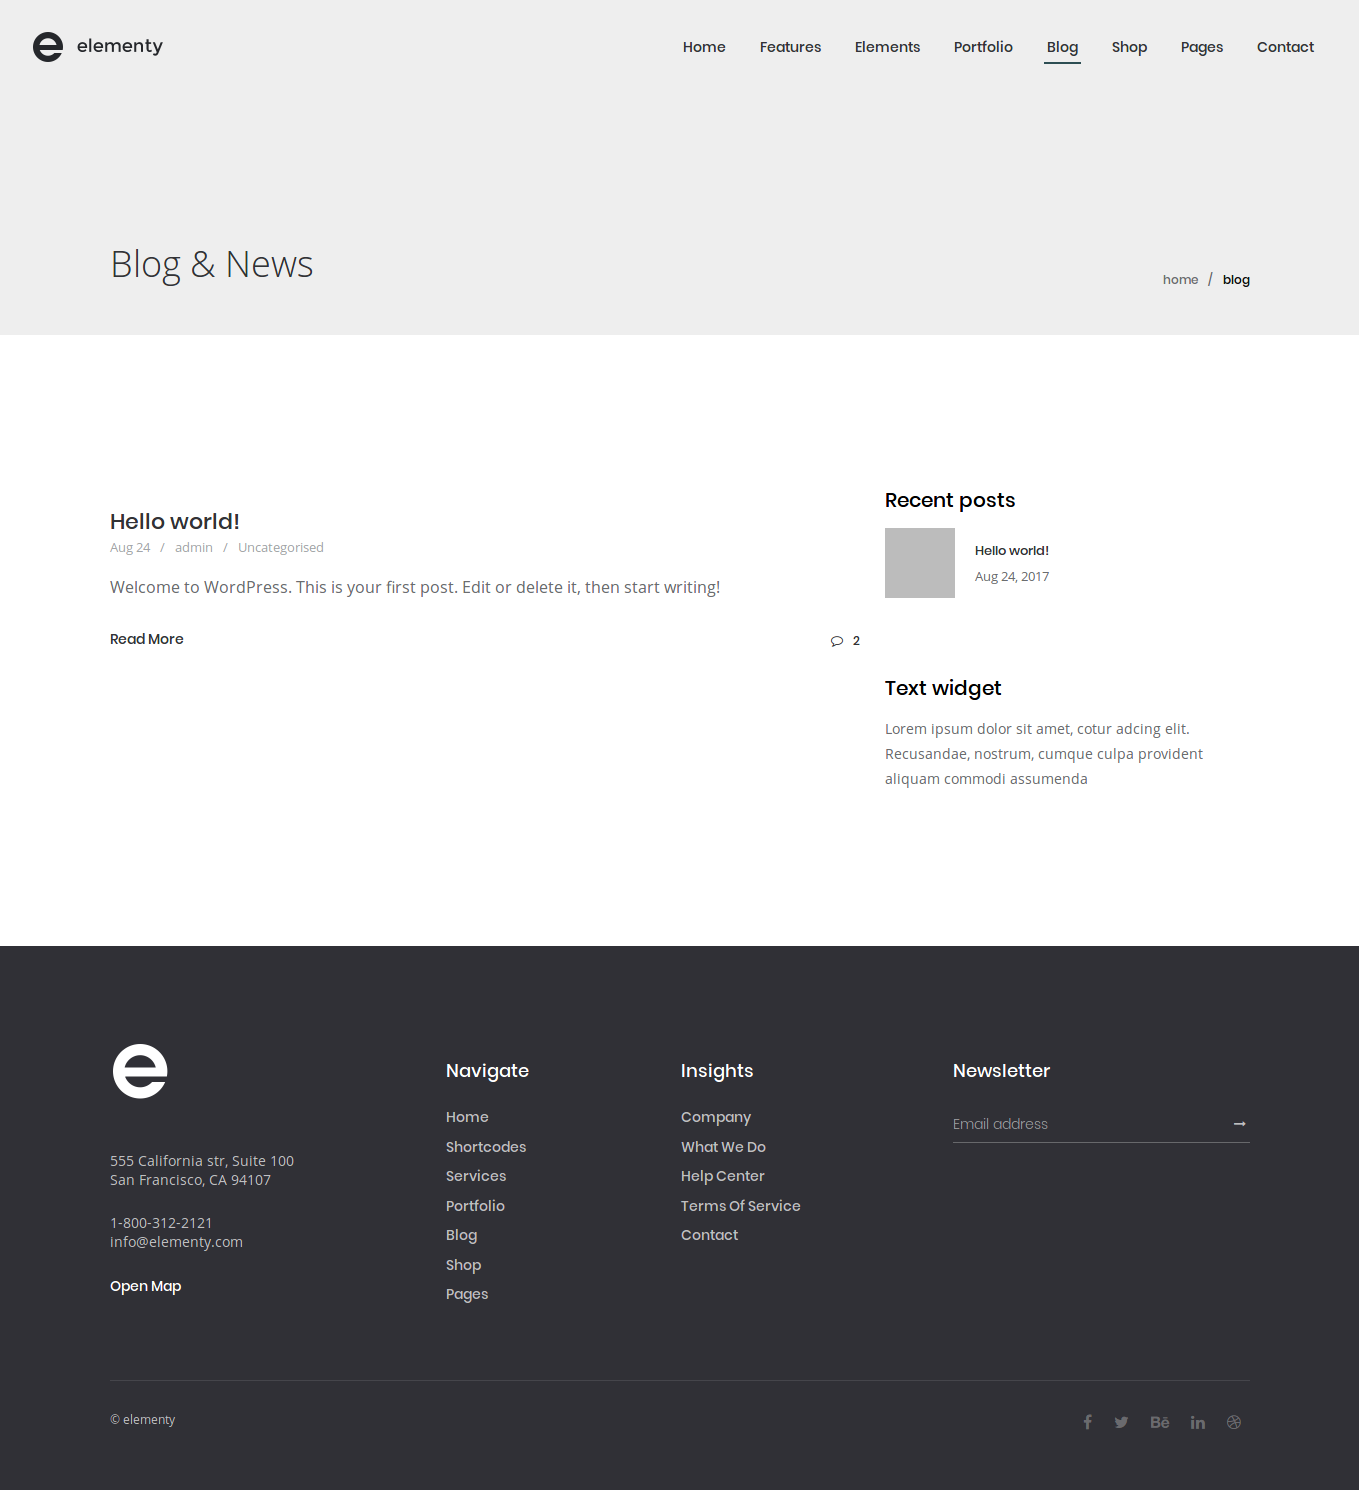 elementy
Home Features Elements Portfolio Blog Shop Pages Contact
Blog & News
home / blog
Hello world!
Aug 24 / admin / Uncategorised
Welcome to WordPress. This is your first post. Edit or delete it, then start writing!
Read More
2
Recent posts
Hello world!
Aug 24, 2017
Text widget
Lorem ipsum dolor sit amet, cotur adcing elit.
Recusandae, nostrum, cumque culpa provident
aliquam commodi assumenda
555 California str, Suite 100
San Francisco, CA 94107
1-800-312-2121
info@elementy.com
Open Map
Navigate
Home
Shortcodes
Services
Portfolio
Blog
Shop
Pages
Insights
Company
What We Do
Help Center
Terms Of Service
Contact
Newsletter
Email address
© elementy